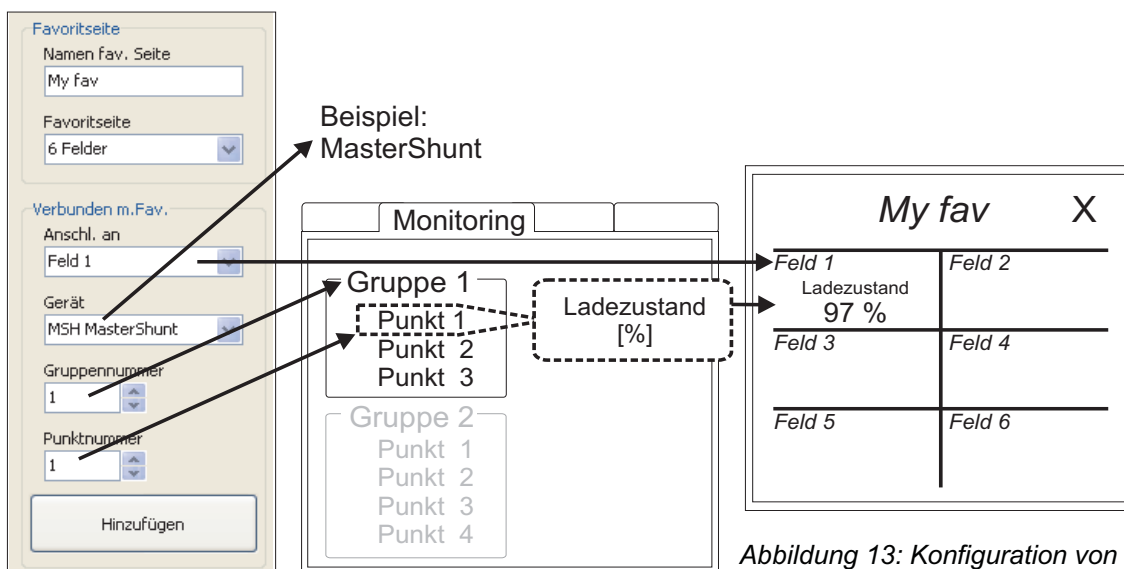 Favoritseite
Namen fav. Seite
My fav
Favoritseite
6 Felder
Verbunden m.Fav.
Anschl. an
Feld 1
Gerät
MSH MasterShunt
Gruppennummer
1
Punktnummer
1
Hinzufügen
Beispiel:
MasterShunt
Monitoring
Gruppe 1
Punkt 1
Punkt 2
Punkt 3
Gruppe 2
Punkt 1
Punkt 2
Punkt 3
Punkt 4
Ladezustand
[%]
My fav X
Feld 1 Feld 2
Ladezustand
97 %
Feld 3 Feld 4
Feld 5 Feld 6
Abbildung 13: Konfiguration von